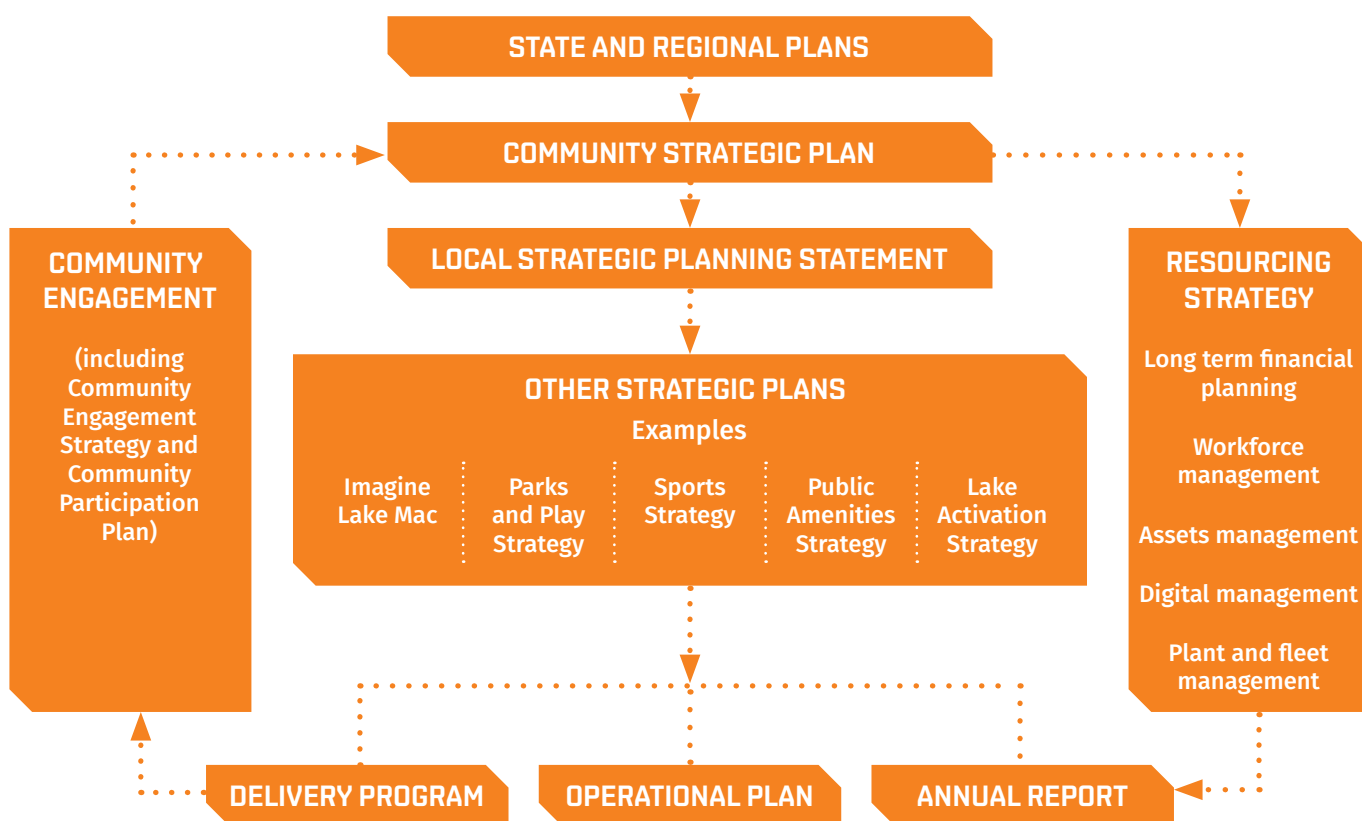 STATE AND REGIONAL PLANS
COMMUNITY STRATEGIC PLAN
LOCAL STRATEGIC PLANNING STATEMENT
COMMUNITY
ENGAGEMENT
(including
Community
Engagement
Strategy and
Community
Participation
Plan)
OTHER STRATEGIC PLANS
Examples
Imagine
Lake Mac
Parks
and Play
Strategy
Sports
Strategy
Public
Amenities
Strategy
Lake
Activation
Strategy
RESOURCING
STRATEGY
Long term financial
planning
Workforce
management
Assets management
Digital management
Plant and fleet
management
DELIVERY PROGRAM
OPERATIONAL PLAN
ANNUAL REPORT